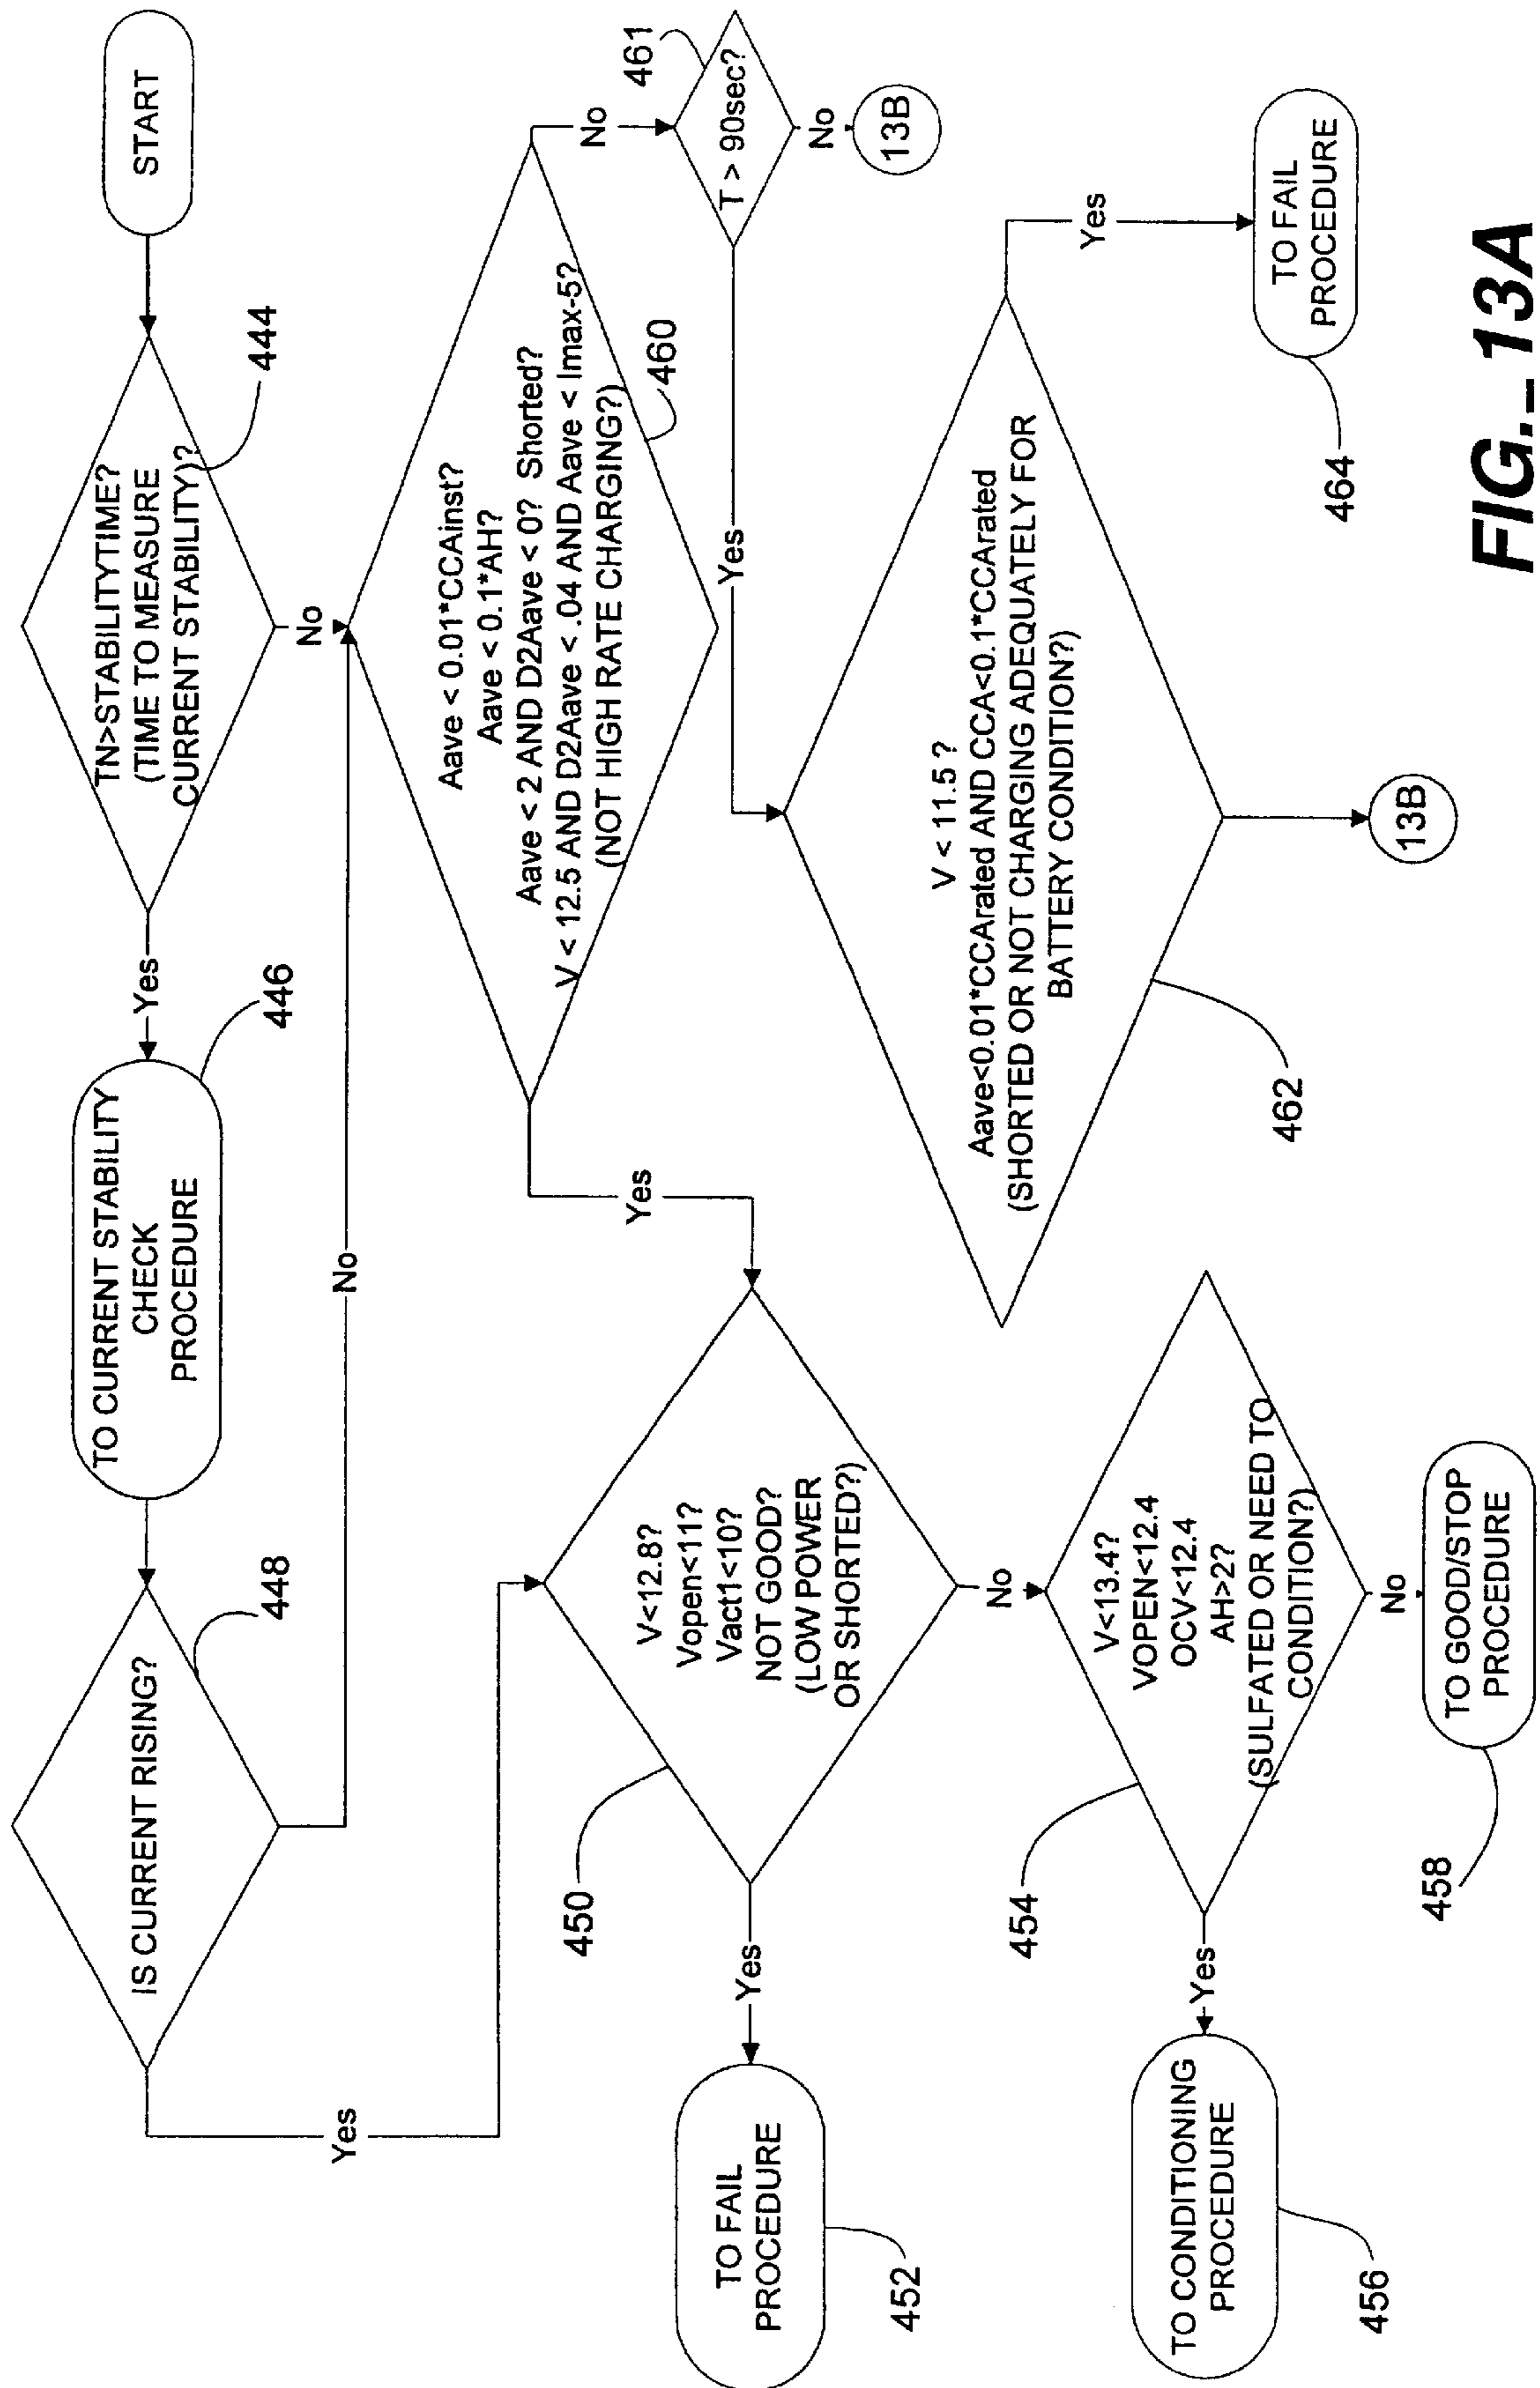 START
TN>STABILITYTIME?
(TIME TO MEASURE
CURRENT STABILITY)?
444
Yes
No
TO CURRENT STABILITY
CHECK
PROCEDURE
446
IS CURRENT RISING?
448
No
Yes
Aave < 0.01*CCAinst?
Aave < 0.1*AH?
Aave < 2 AND D2Aave < 0? Shorted?
V < 12.5 AND D2Aave < .04 AND Aave < Imax-5?
(NOT HIGH RATE CHARGING?)
460
No
Yes
T > 90sec?
461
No
13B
Yes
V < 11.5 ?
Aave<0.01*CCArated AND CCA<0.1*CCArated
(SHORTED OR NOT CHARGING ADEQUATELY FOR
BATTERY CONDITION?)
462
Yes
TO FAIL
PROCEDURE
464
13B
V<12.8?
Vopen<11?
Vact1<10?
NOT GOOD?
(LOW POWER
OR SHORTED?)
450
Yes
TO FAIL
PROCEDURE
452
No
V<13.4?
VOPEN<12.4
OCV<12.4
AH>2?
(SULFATED OR NEED TO
CONDITION?)
454
Yes
TO CONDITIONING
PROCEDURE
456
No
TO GOOD/STOP
PROCEDURE
458
FIG._13A